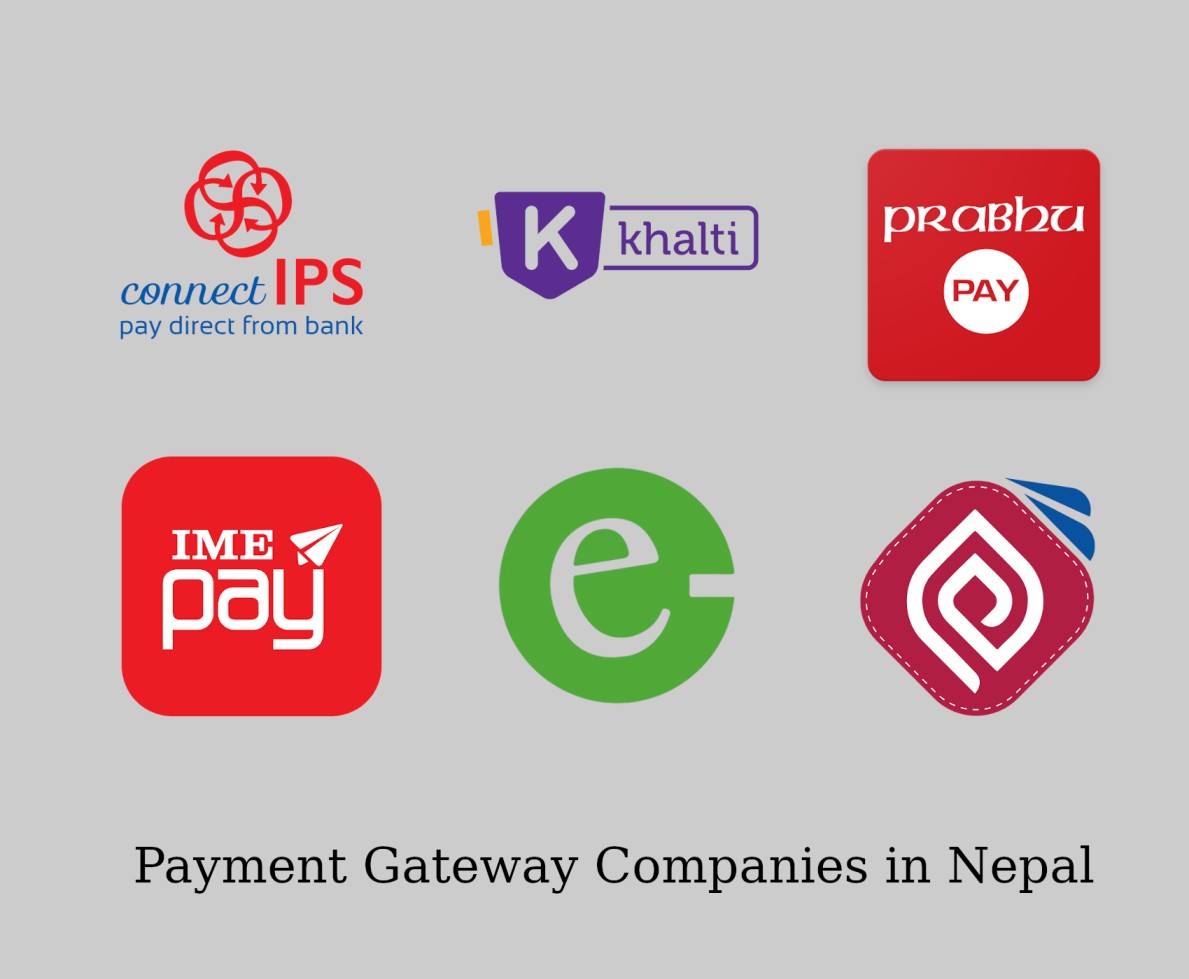 connect IPS
pay direct from bank
K khalti
PRABHU
PAY
IME
pay
e
Payment Gateway Companies in Nepal